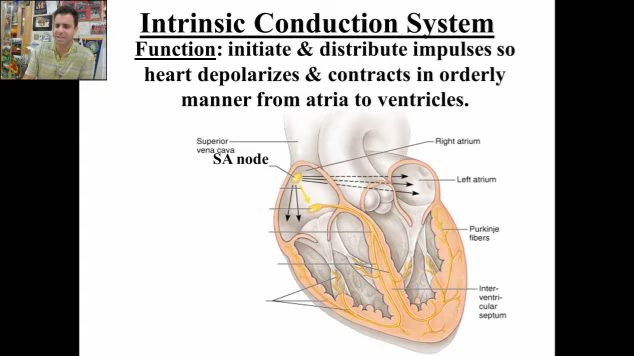 Intrinsic Conduction System
Function: initiate & distribute impulses so
heart depolarizes & contracts in orderly
manner from atria to ventricles.
Superior
vena cava
SA node
Right atrium
Left atrium
Purkinje
fibers
Inter-
ventri-
cular
septum